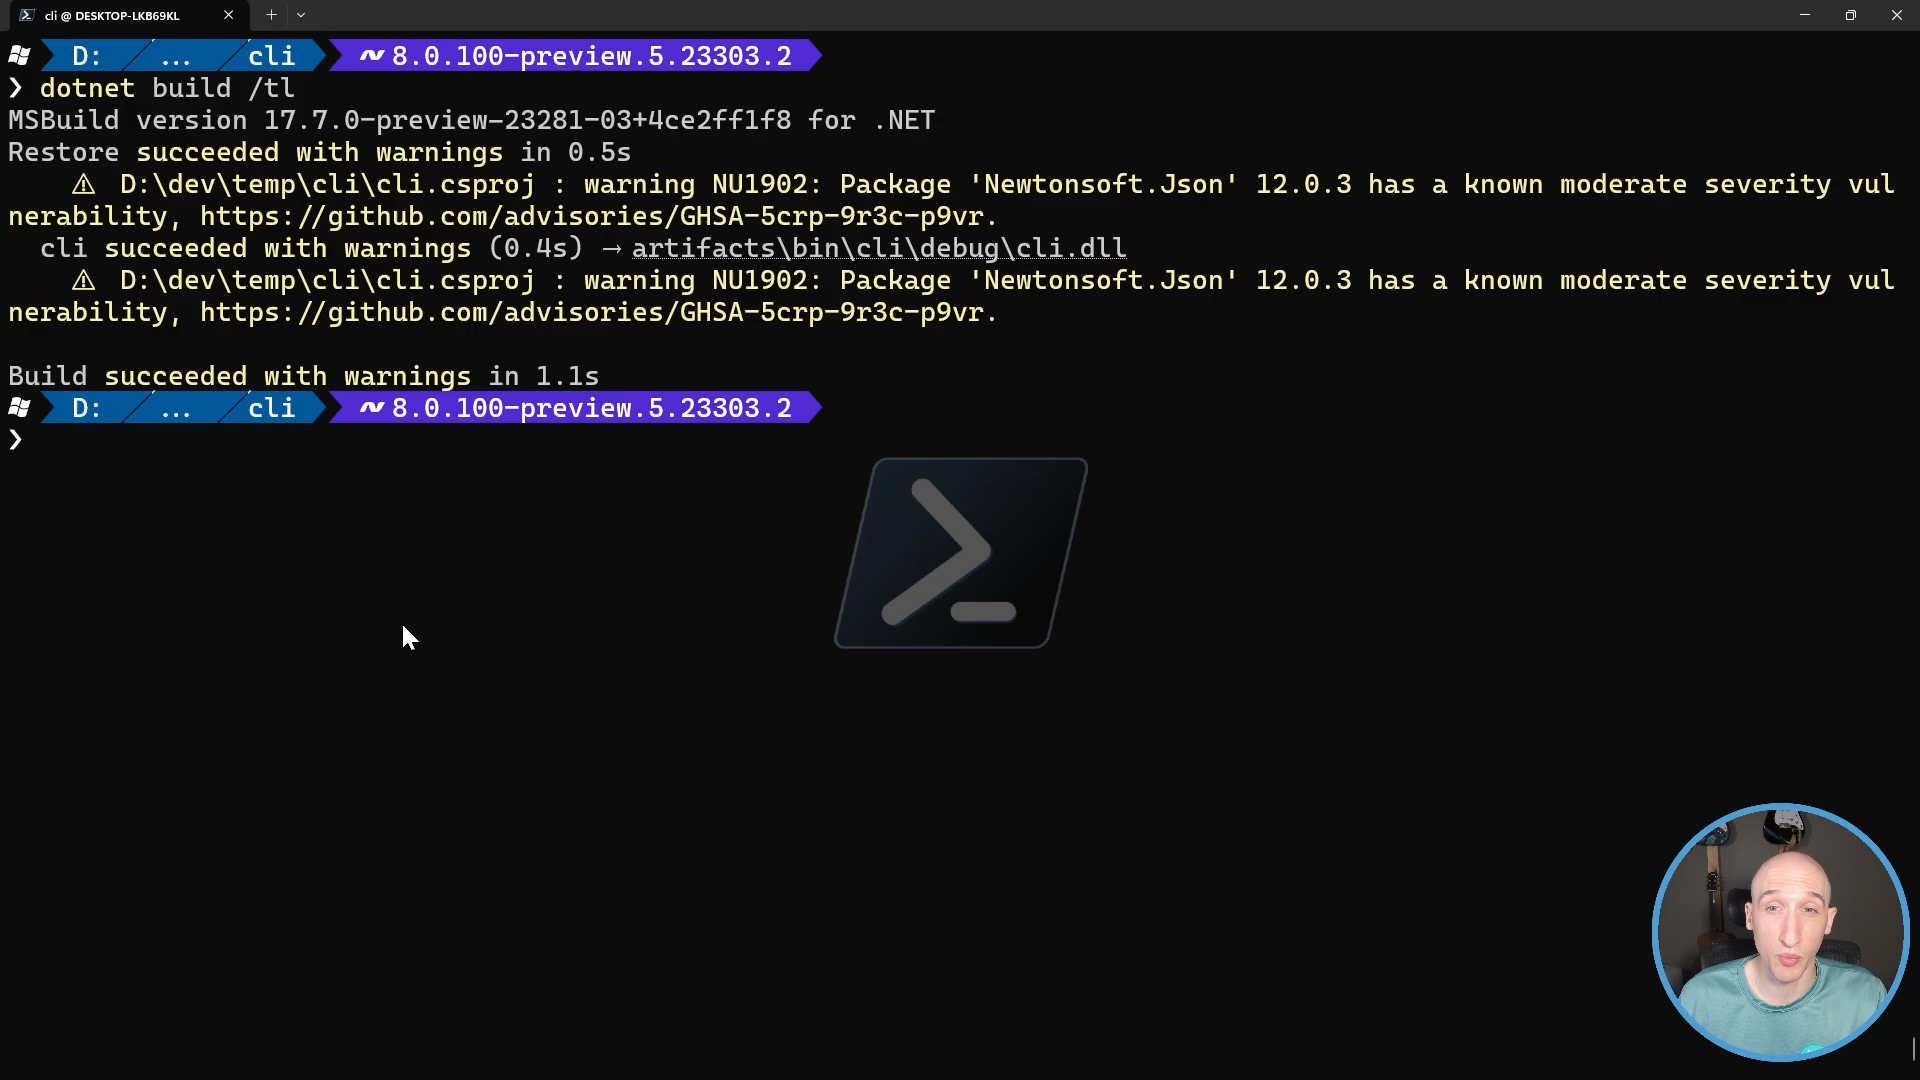 cli @ DESKTOP-LKB69KL
D: ... cli 8.0.100-preview.5.23303.2
❯ dotnet build /tl
MSBuild version 17.7.0-preview-23281-03+4ce2ff1f8 for .NET
Restore succeeded with warnings in 0.5s
⚠ D:\dev\temp\cli\cli.csproj : warning NU1902: Package 'Newtonsoft.Json' 12.0.3 has a known moderate severity vul
nerability, https://github.com/advisories/GHSA-5crp-9r3c-p9vr.
cli succeeded with warnings (0.4s) → artifacts\bin\cli\debug\cli.dll
⚠ D:\dev\temp\cli\cli.csproj : warning NU1902: Package 'Newtonsoft.Json' 12.0.3 has a known moderate severity vul
nerability, https://github.com/advisories/GHSA-5crp-9r3c-p9vr.
Build succeeded with warnings in 1.1s
D: ... cli 8.0.100-preview.5.23303.2
❯